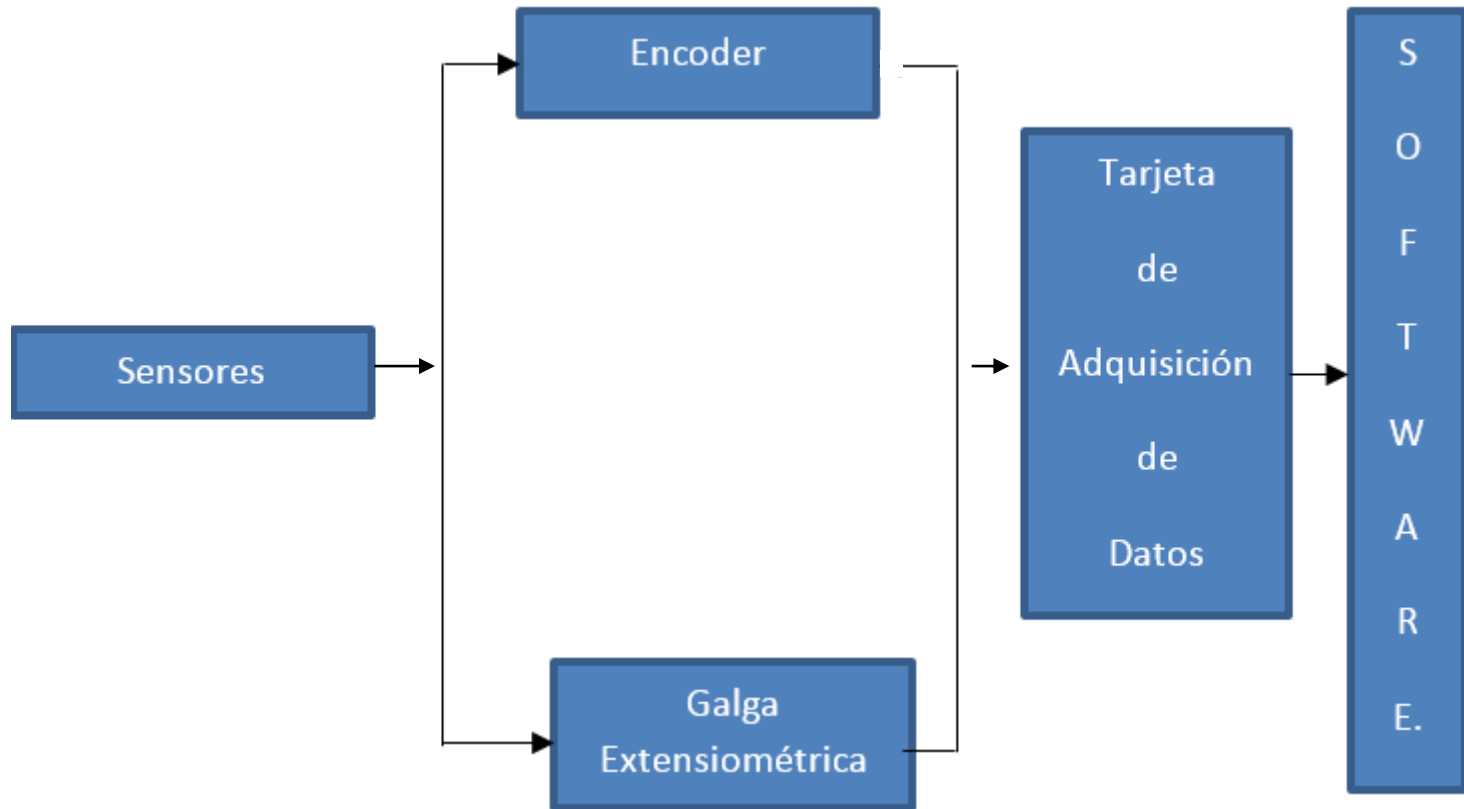 Sensores
Encoder
Galga
Extensiométrica
Tarjeta
de
Adquisición
de
Datos
S
O
F
T
W
A
R
E.